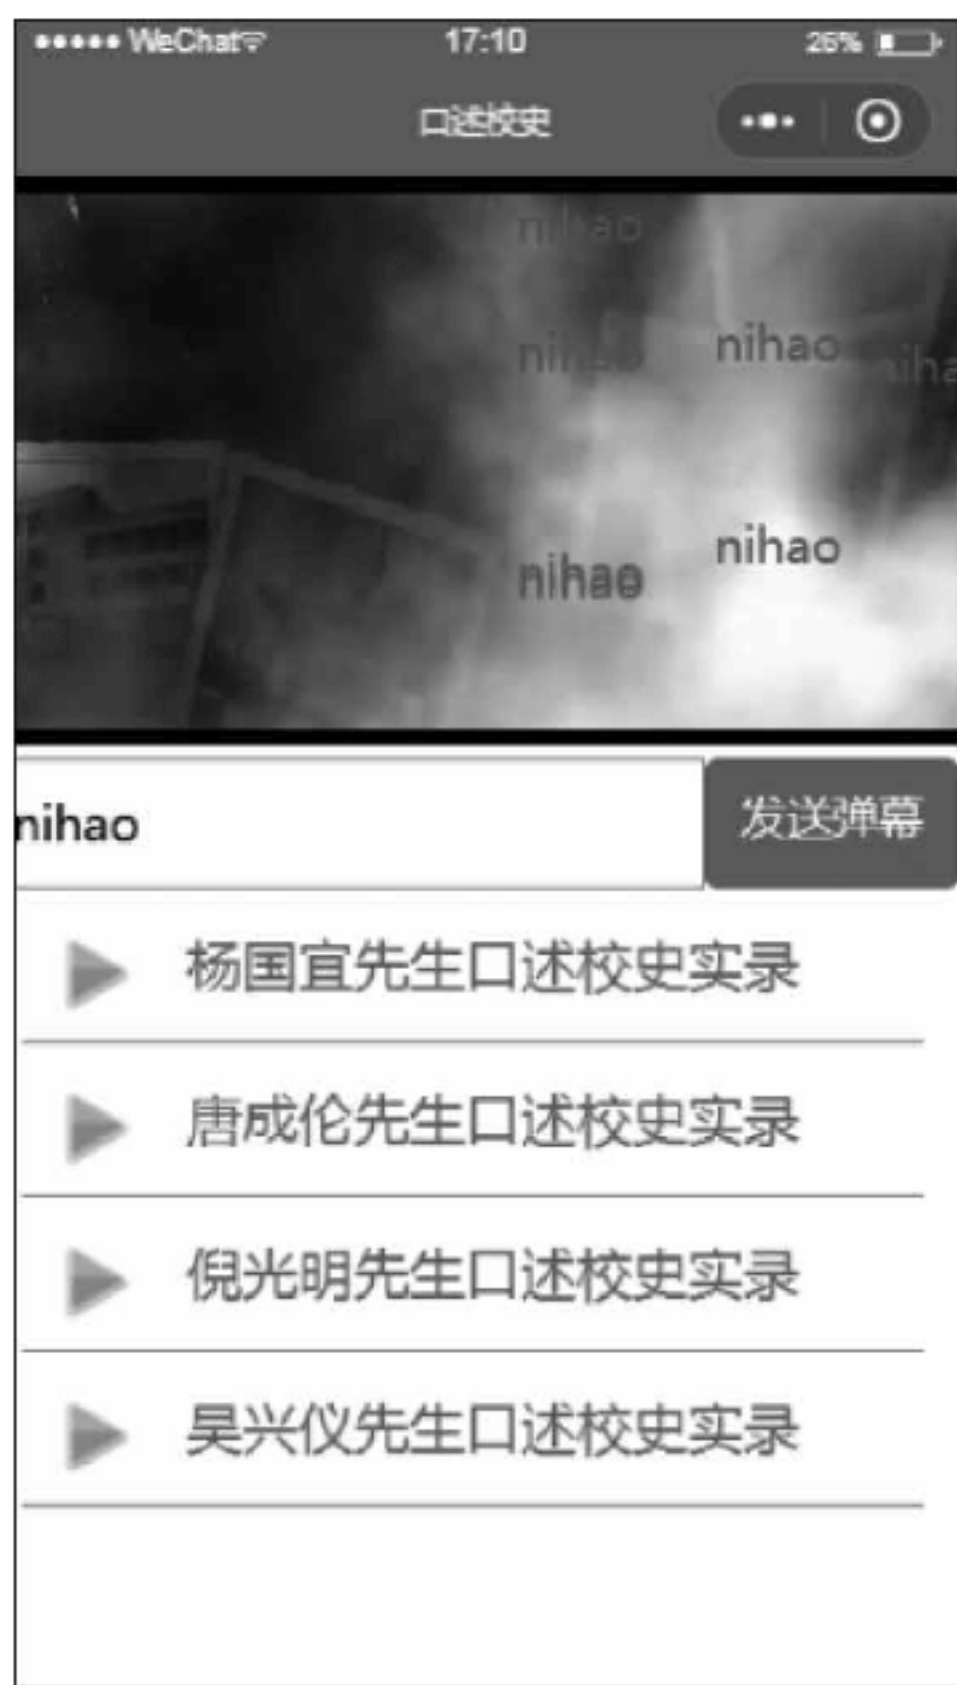 WeChat 17:10 26%
口述校史
nihao
nihao
nihao
nihao
nihao
nihao 发送弹幕
杨国宜先生口述校史实录
唐成伦先生口述校史实录
倪光明先生口述校史实录
吴兴仪先生口述校史实录